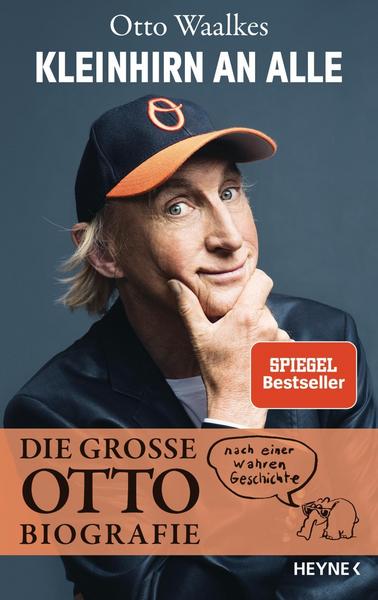 Otto Waalkes
KLEINHIRN AN ALLE
O
SPIEGEL
Bestseller
DIE GROSSE
OTTO
BIOGRAFIE
nach einer
wahren
Geschichte
HEYNE <